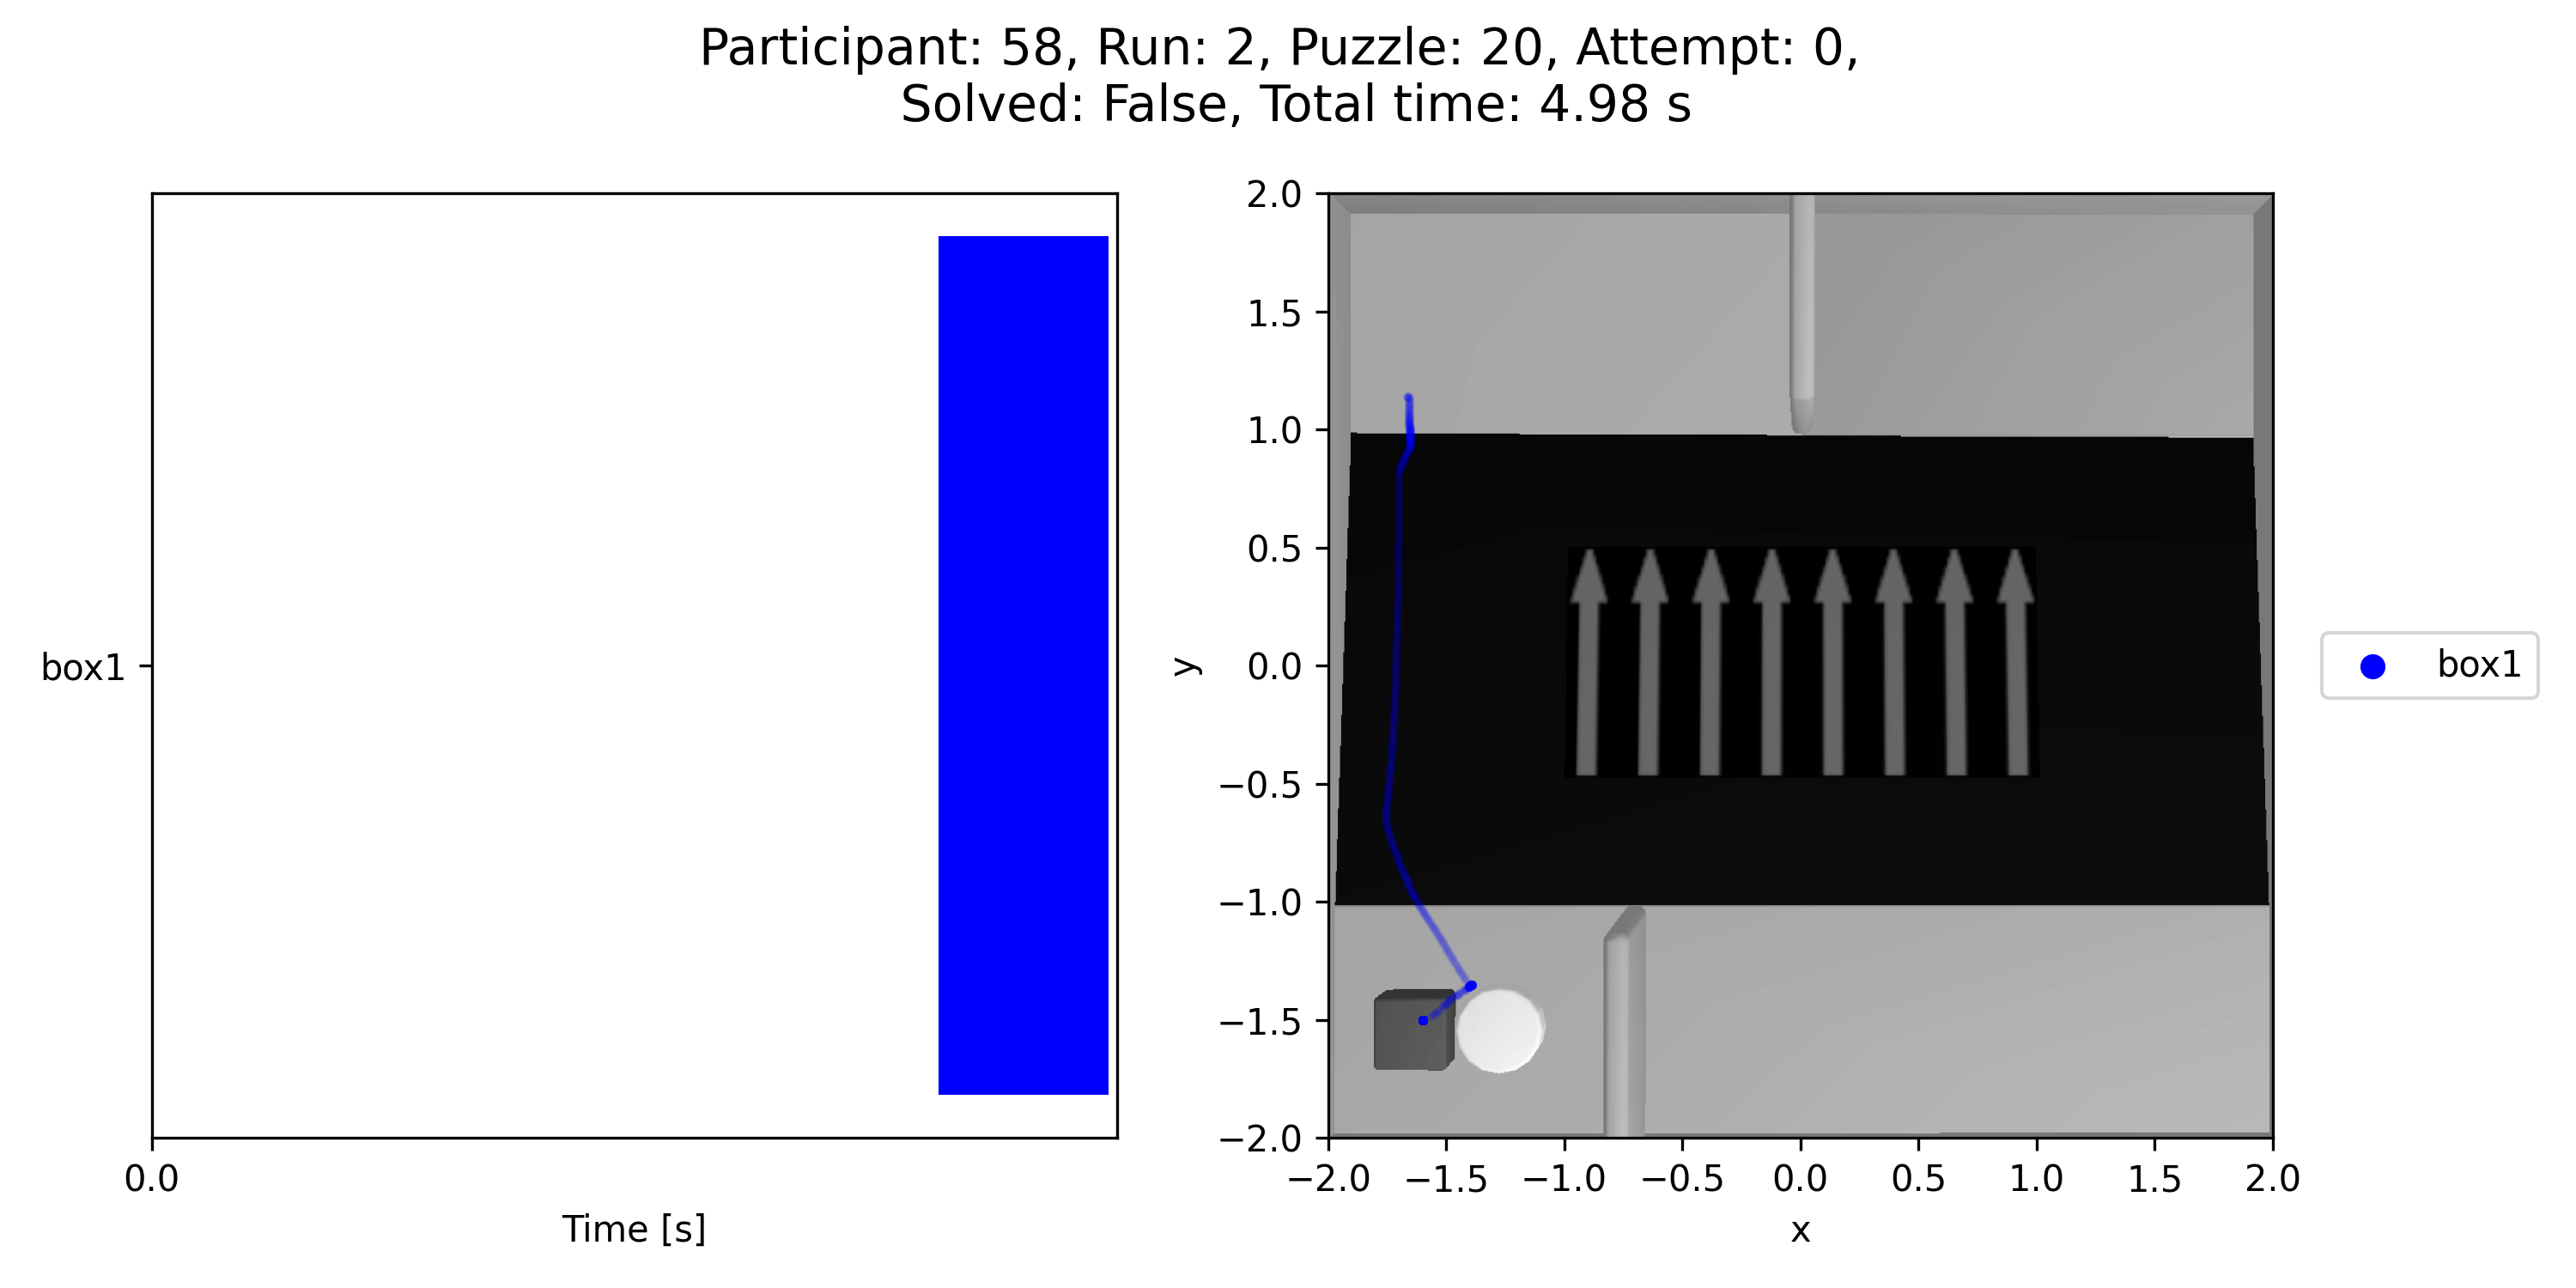 Participant: 58, Run: 2, Puzzle: 20, Attempt: 0,
Solved: False, Total time: 4.98 s
box1
0.0
Time [s]
2.0
1.5
1.0
0.5
0.0
−0.5
−1.0
−1.5
−2.0
y
−2.0 −1.5 −1.0 −0.5 0.0 0.5 1.0 1.5 2.0
x
box1